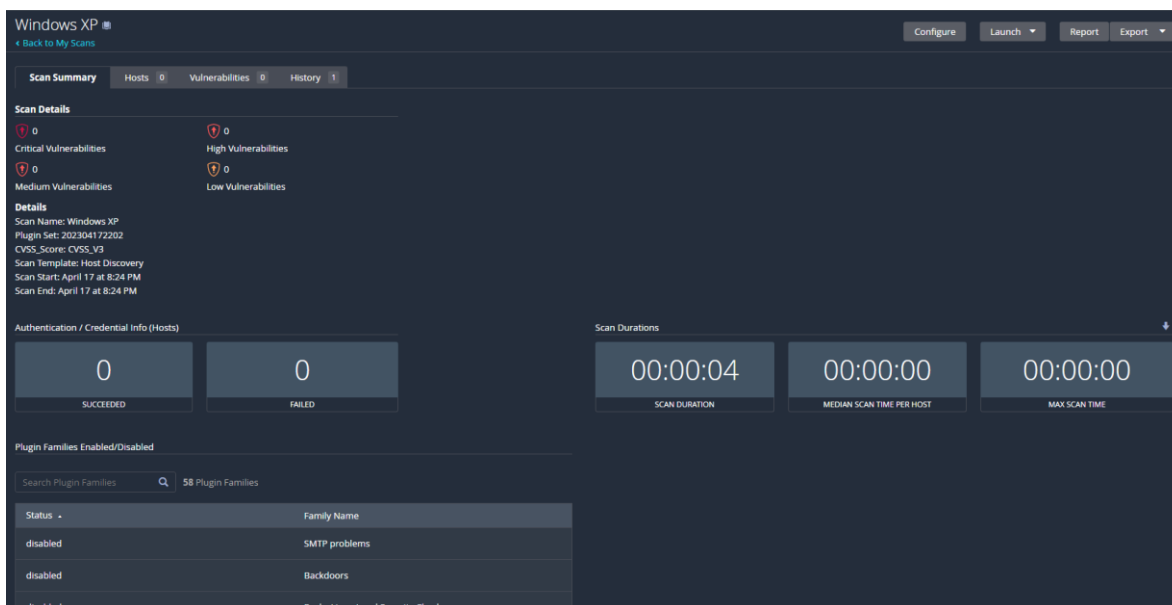 Windows XP
Back to My Scans
Configure
Launch
Report
Export
Scan Summary
Hosts 0
Vulnerabilities 0
History 1
Scan Details
0
Critical Vulnerabilities
0
High Vulnerabilities
0
Medium Vulnerabilities
0
Low Vulnerabilities
Details
Scan Name: Windows XP
Plugin Set: 202304172202
CVSS_Score: CVSS_V3
Scan Template: Host Discovery
Scan Start: April 17 at 8:24 PM
Scan End: April 17 at 8:24 PM
Authentication / Credential Info (Hosts)
0
SUCCEEDED
0
FAILED
Scan Durations
00:00:04
SCAN DURATION
00:00:00
MEDIAN SCAN TIME PER HOST
00:00:00
MAX SCAN TIME
Plugin Families Enabled/Disabled
Search Plugin Families
58 Plugin Families
Status
Family Name
disabled
SMTP problems
disabled
Backdoors